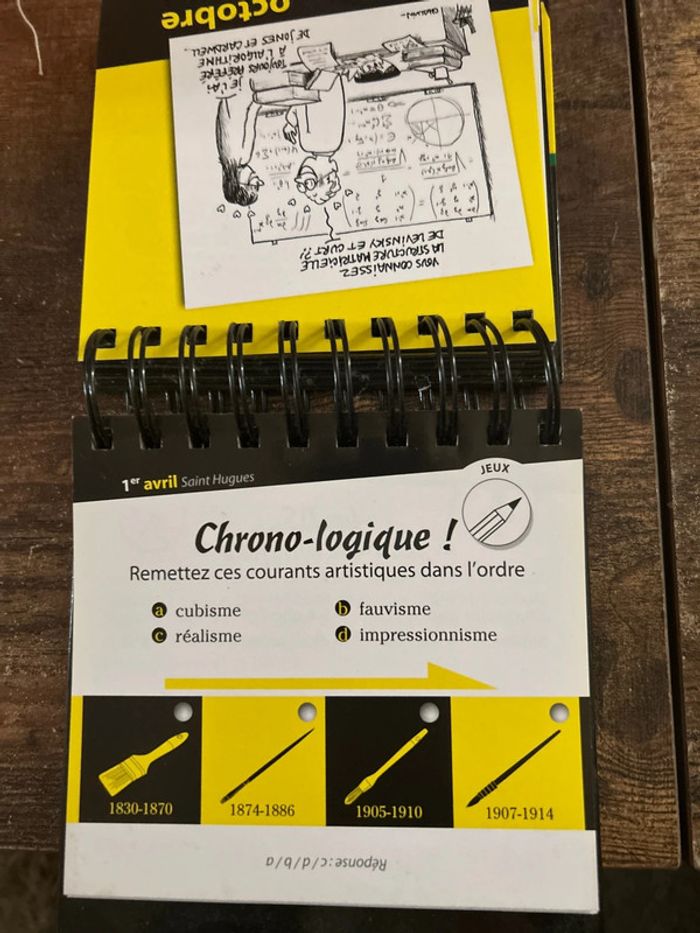 octobre
JE L'AI
TOUJOURS PRÉFÉRÉ
À L'ALGORITHME
DE JONES ET CARDWELL..
VOUS CONNAISSEZ
LA STRUCTURE MATRICIELLE
DE LEVINSKY ET CURT ?!
1er avril Saint Hugues
JEUX
Chrono-logique !
Remettez ces courants artistiques dans l'ordre
a cubisme
b fauvisme
c réalisme
d impressionnisme
1830-1870
1874-1886
1905-1910
1907-1914
Réponse : c / d / b / a